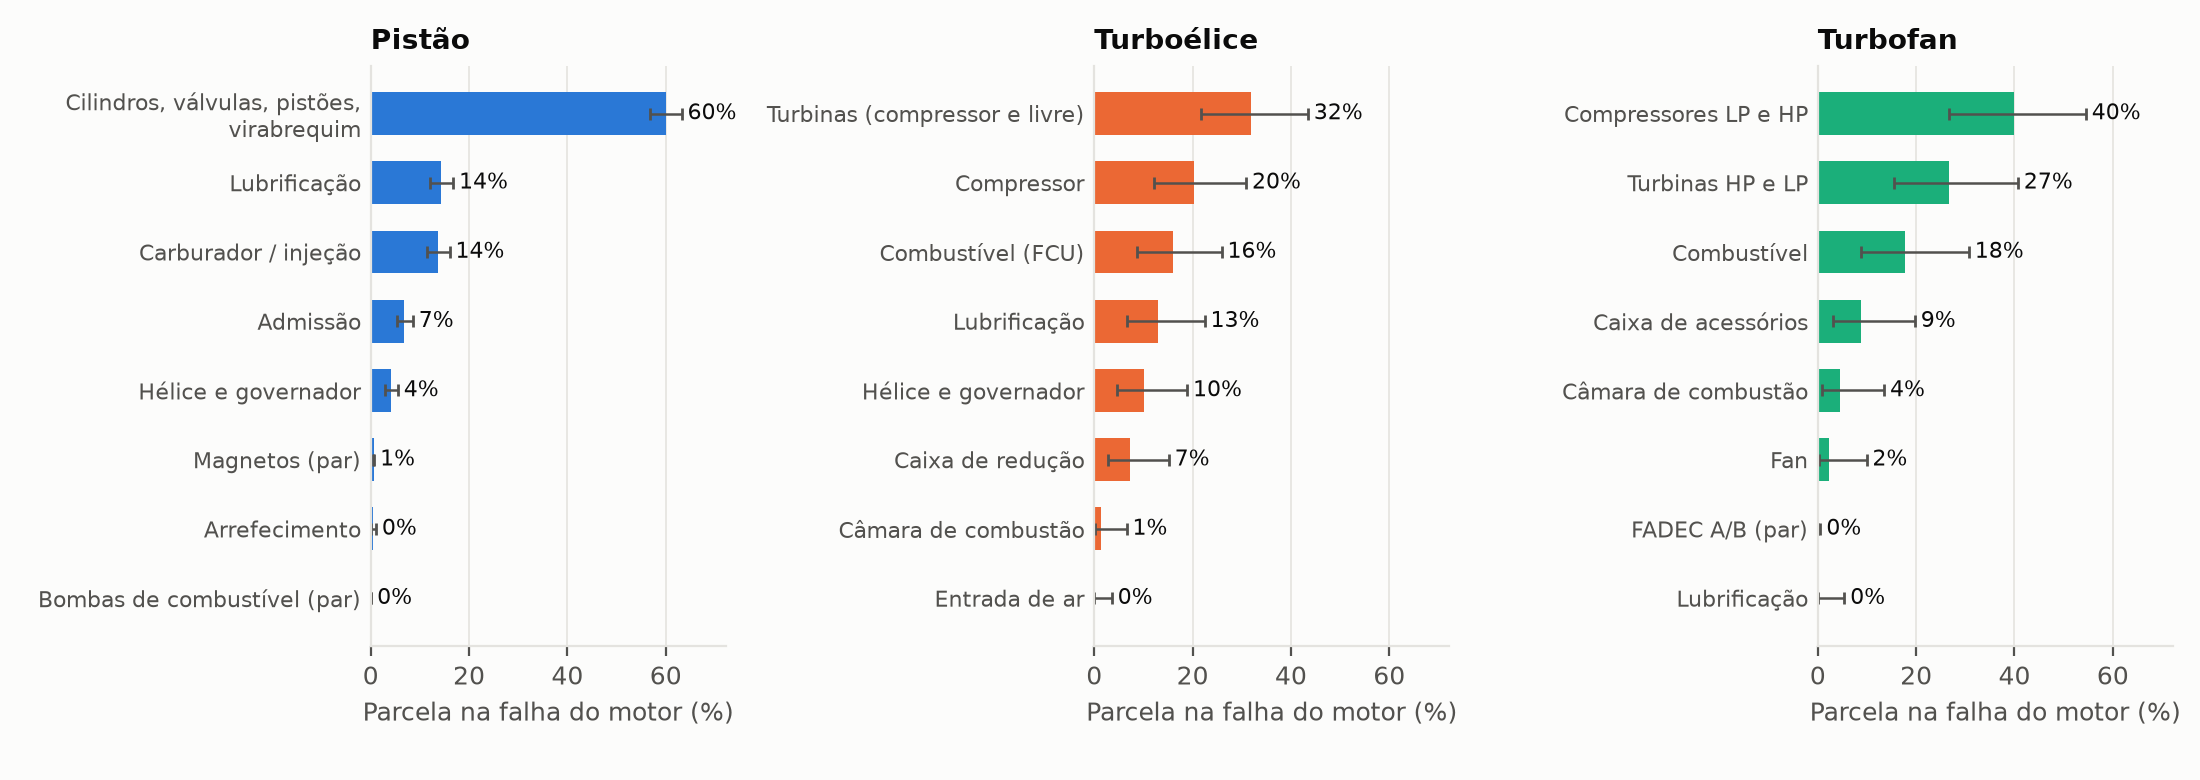 Pistão
Cilindros, válvulas, pistões,
virabrequim
60%
Lubrificação
14%
Carburador / injeção
14%
Admissão
7%
Hélice e governador
4%
Magnetos (par)
1%
Arrefecimento
0%
Bombas de combustível (par)
0%
0 20 40 60
Parcela na falha do motor (%)
Turboélice
Turbinas (compressor e livre)
32%
Compressor
20%
Combustível (FCU)
16%
Lubrificação
13%
Hélice e governador
10%
Caixa de redução
7%
Câmara de combustão
1%
Entrada de ar
0%
0 20 40 60
Parcela na falha do motor (%)
Turbofan
Compressores LP e HP
40%
Turbinas HP e LP
27%
Combustível
18%
Caixa de acessórios
9%
Câmara de combustão
4%
Fan
2%
FADEC A/B (par)
0%
Lubrificação
0%
0 20 40 60
Parcela na falha do motor (%)